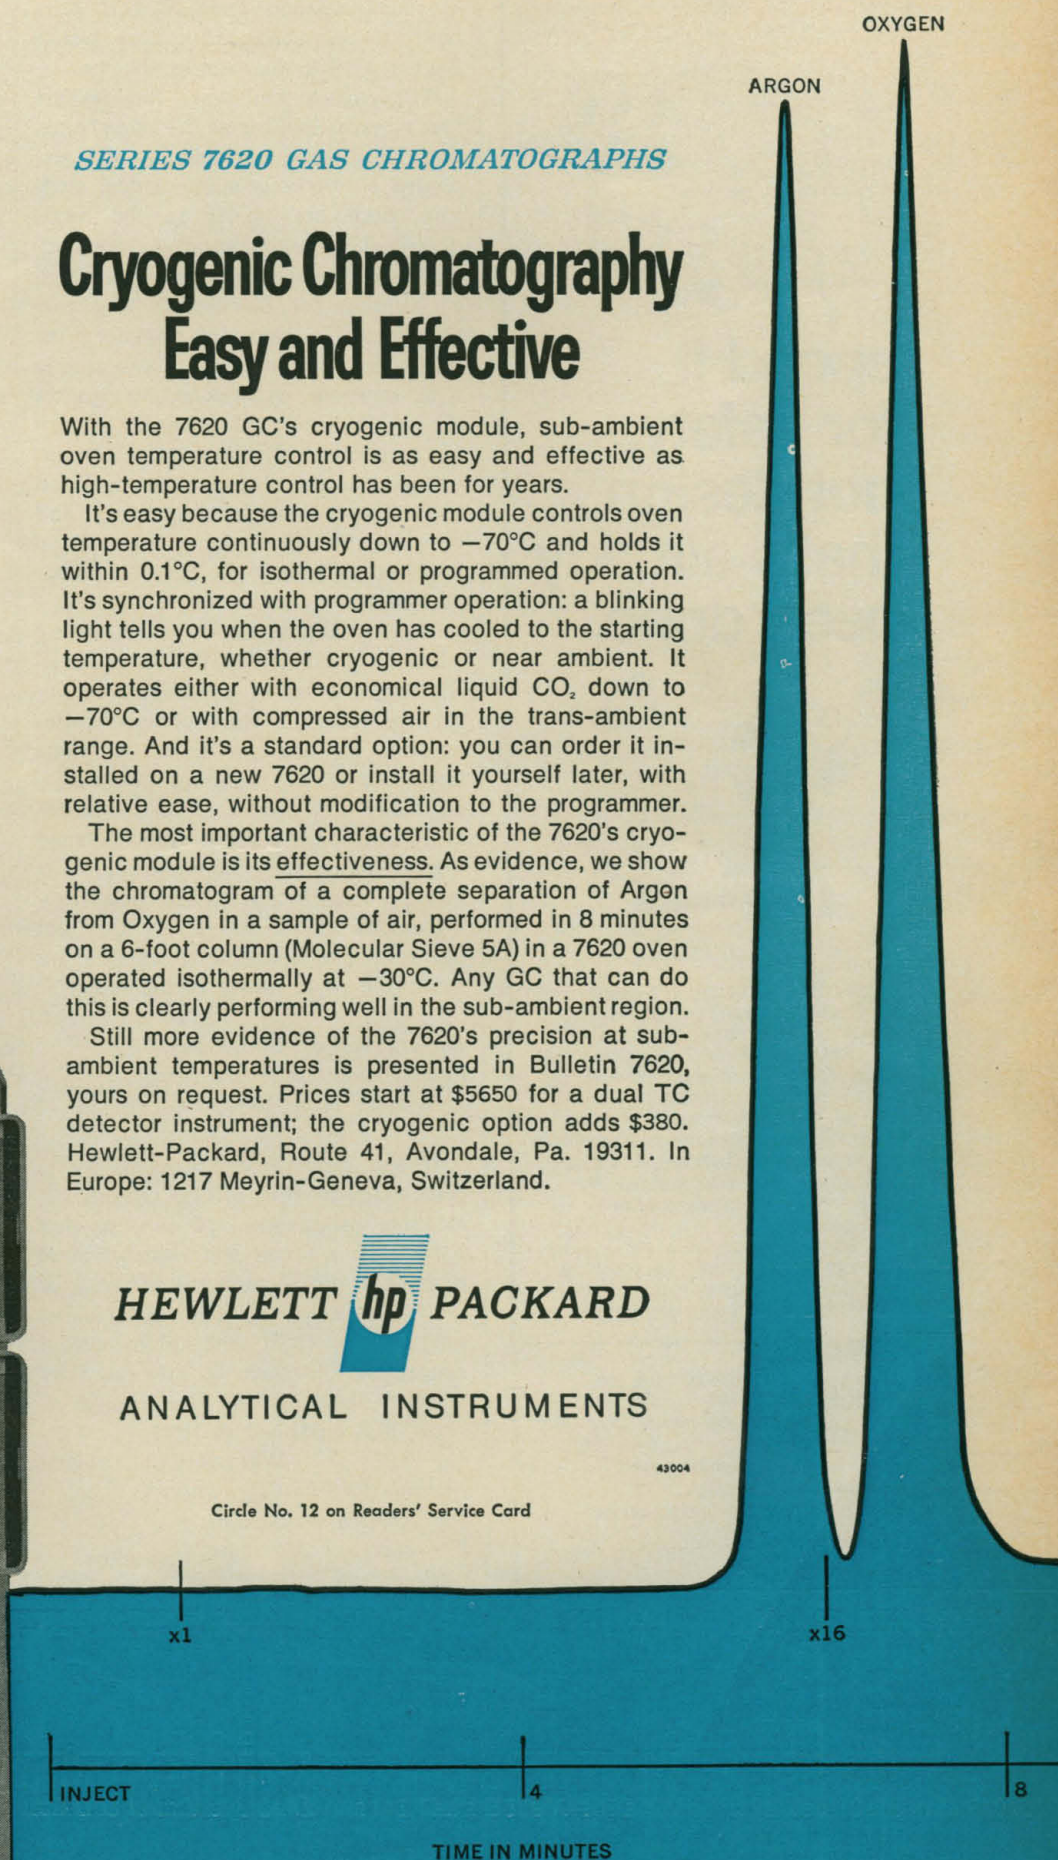 OXYGEN
ARGON
SERIES 7620 GAS CHROMATOGRAPHS
Cryogenic Chromatography
Easy and Effective
With the 7620 GC's cryogenic module, sub-ambient
oven temperature control is as easy and effective as
high-temperature control has been for years.
It's easy because the cryogenic module controls oven
temperature continuously down to —70°C and holds it
within 0.1°C, for isothermal or programmed operation.
It's synchronized with programmer operation: a blinking
light tells you when the oven has cooled to the starting
temperature, whether cryogenic or near ambient. It
operates either with economical liquid CO₂ down to
—70°C or with compressed air in the trans-ambient
range. And it's a standard option: you can order it in-
stalled on a new 7620 or install it yourself later, with
relative ease, without modification to the programmer.
The most important characteristic of the 7620's cryo-
genic module is its effectiveness. As evidence, we show
the chromatogram of a complete separation of Argon
from Oxygen in a sample of air, performed in 8 minutes
on a 6-foot column (Molecular Sieve 5A) in a 7620 oven
operated isothermally at —30°C. Any GC that can do
this is clearly performing well in the sub-ambient region.
Still more evidence of the 7620's precision at sub-
ambient temperatures is presented in Bulletin 7620,
yours on request. Prices start at $5650 for a dual TC
detector instrument; the cryogenic option adds $380.
Hewlett-Packard, Route 41, Avondale, Pa. 19311. In
Europe: 1217 Meyrin-Geneva, Switzerland.
HEWLETT hp PACKARD
ANALYTICAL INSTRUMENTS
43004
Circle No. 12 on Readers' Service Card
x1
x16
INJECT
4
8
TIME IN MINUTES